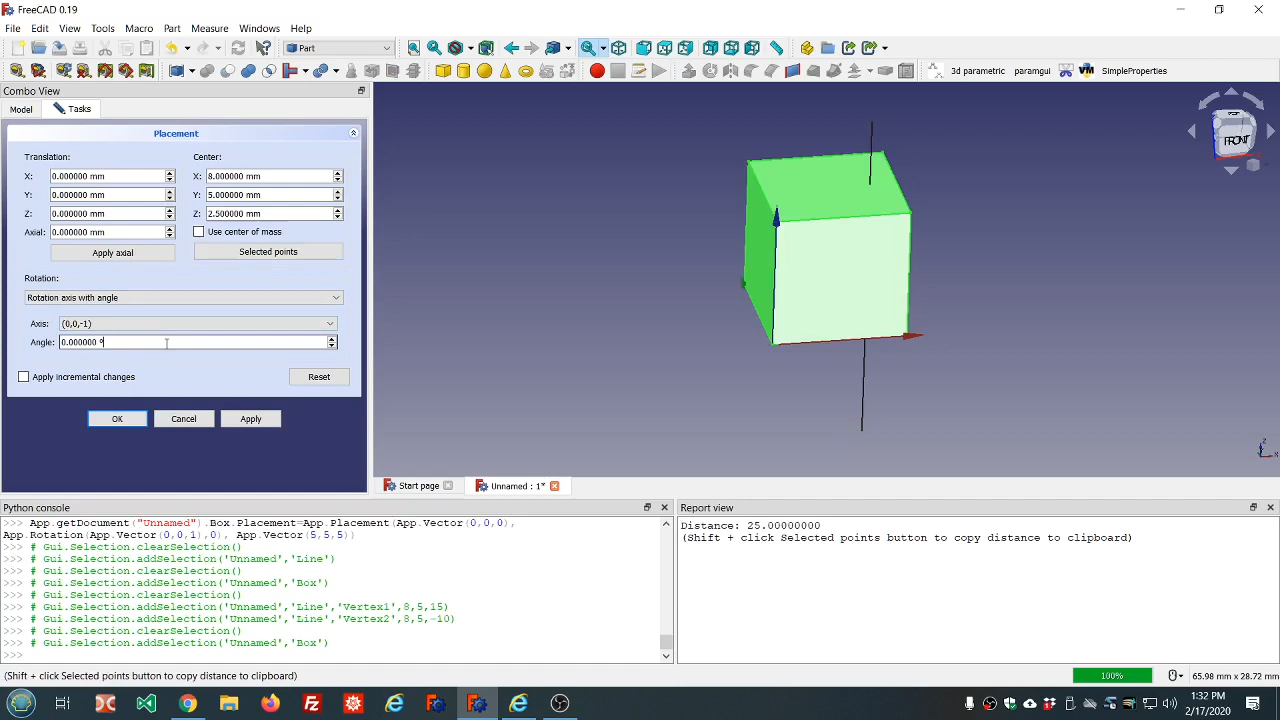 FreeCAD 0.19
File Edit View Tools Macro Part Measure Windows Help
Part
3d parametric paramgui VM SimpleProperties
Combo View
Model Tasks
Placement
Translation: Center:
X: 0.000000 mm X: 8.000000 mm
Y: 0.000000 mm Y: 5.000000 mm
Z: 0.000000 mm Z: 2.500000 mm
Axial: 0.000000 mm Use center of mass
Apply axial Selected points
Rotation:
Rotation axis with angle
Axis: (0,0,-1)
Angle: 0.000000 °
Apply incremental changes Reset
OK Cancel Apply
FRONT
Z
X
Start page Unnamed : 1*
Python console
>>> App.getDocument("Unnamed").Box.Placement=App.Placement(App.Vector(0,0,0),
App.Rotation(App.Vector(0,0,1),0), App.Vector(5,5,5))
>>> # Gui.Selection.clearSelection()
>>> # Gui.Selection.addSelection('Unnamed','Line')
>>> # Gui.Selection.clearSelection()
>>> # Gui.Selection.addSelection('Unnamed','Box')
>>> # Gui.Selection.clearSelection()
>>> # Gui.Selection.addSelection('Unnamed','Line','Vertex1',8,5,15)
>>> # Gui.Selection.addSelection('Unnamed','Line','Vertex2',8,5,-10)
>>> # Gui.Selection.clearSelection()
>>> # Gui.Selection.addSelection('Unnamed','Box')
>>>
Report view
Distance: 25.00000000
(Shift + click Selected points button to copy distance to clipboard)
(Shift + click Selected points button to copy distance to clipboard) 100% 65.98 mm x 28.72 mm
1:32 PM
2/17/2020